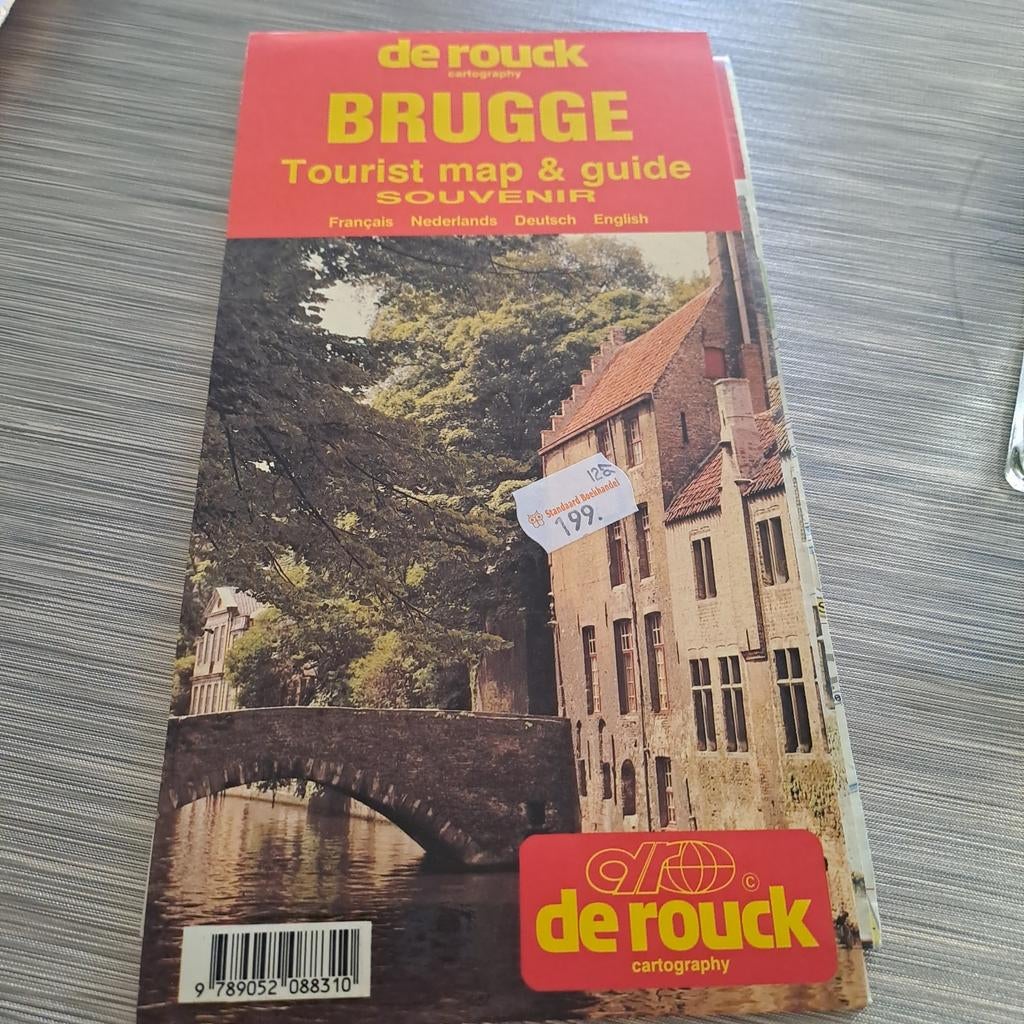 de rouck
cartography
BRUGGE
Tourist map & guide
SOUVENIR
Français Nederlands Deutsch English
125
Standaard Boekhandel
199.
©
de rouck
cartography
9 789052 088310